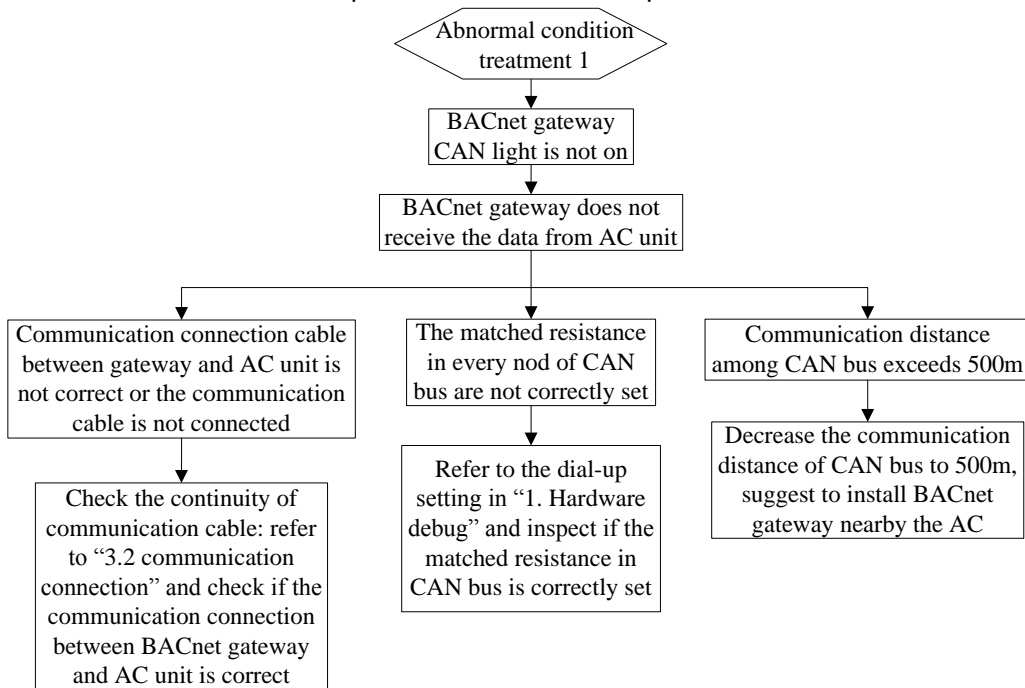 Abnormal condition
treatment 1
BACnet gateway
CAN light is not on
BACnet gateway does not
receive the data from AC unit
Communication connection cable
between gateway and AC unit is
not correct or the communication
cable is not connected
Check the continuity of
communication cable: refer
to “3.2 communication
connection” and check if the
communication connection
between BACnet gateway
and AC unit is correct
The matched resistance
in every nod of CAN
bus are not correctly set
Refer to the dial-up
setting in “1. Hardware
debug” and inspect if the
matched resistance in
CAN bus is correctly set
Communication distance
among CAN bus exceeds 500m
Decrease the communication
distance of CAN bus to 500m,
suggest to install BACnet
gateway nearby the AC